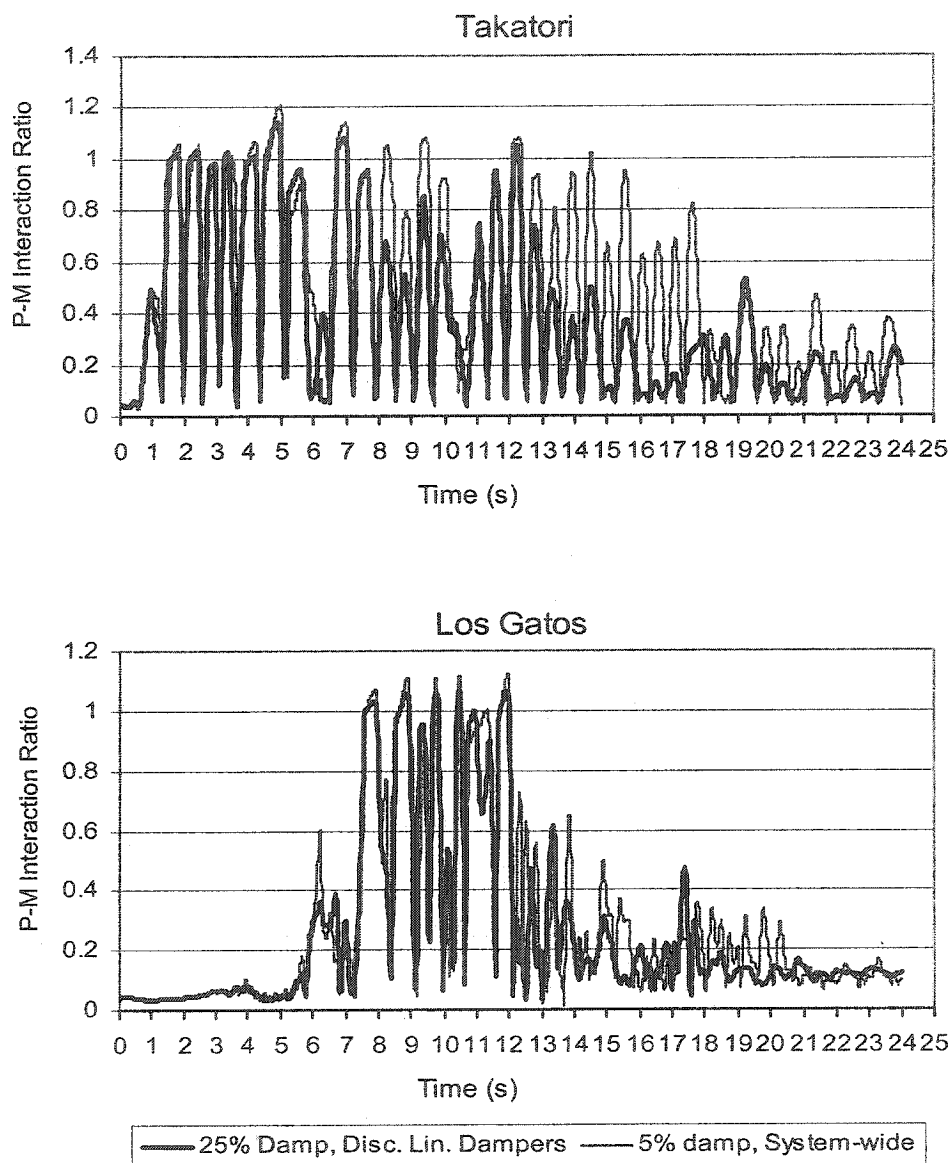 Takatori
P-M Interaction Ratio
1.4
1.2
1
0.8
0.6
0.4
0.2
0
0 1 2 3 4 5 6 7 8 9 10 11 12 13 14 15 16 17 18 19 20 21 22 23 24 25
Time (s)
Los Gatos
P-M Interaction Ratio
1.2
1
0.8
0.6
0.4
0.2
0
0 1 2 3 4 5 6 7 8 9 10 11 12 13 14 15 16 17 18 19 20 21 22 23 24 25
Time (s)
25% Damp, Disc. Lin. Dampers 5% damp, System-wide